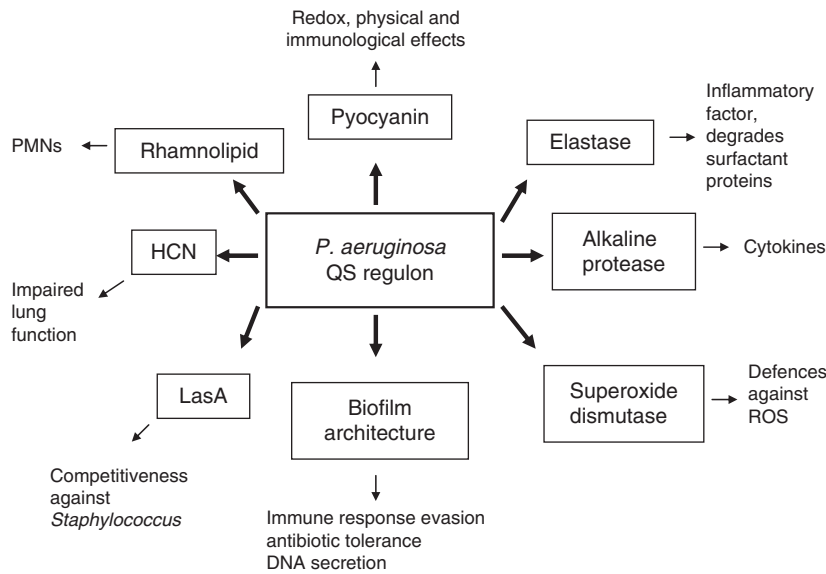 Redox, physical and
immunological effects
Pyocyanin
Inflammatory
factor,
degrades
surfactant
proteins
Elastase
PMNs
Rhamnolipid
P. aeruginosa
QS regulon
HCN
Alkaline
protease
Cytokines
Impaired
lung
function
LasA
Biofilm
architecture
Superoxide
dismutase
Defences
against
ROS
Competitiveness
against
Staphylococcus
Immune response evasion
antibiotic tolerance
DNA secretion